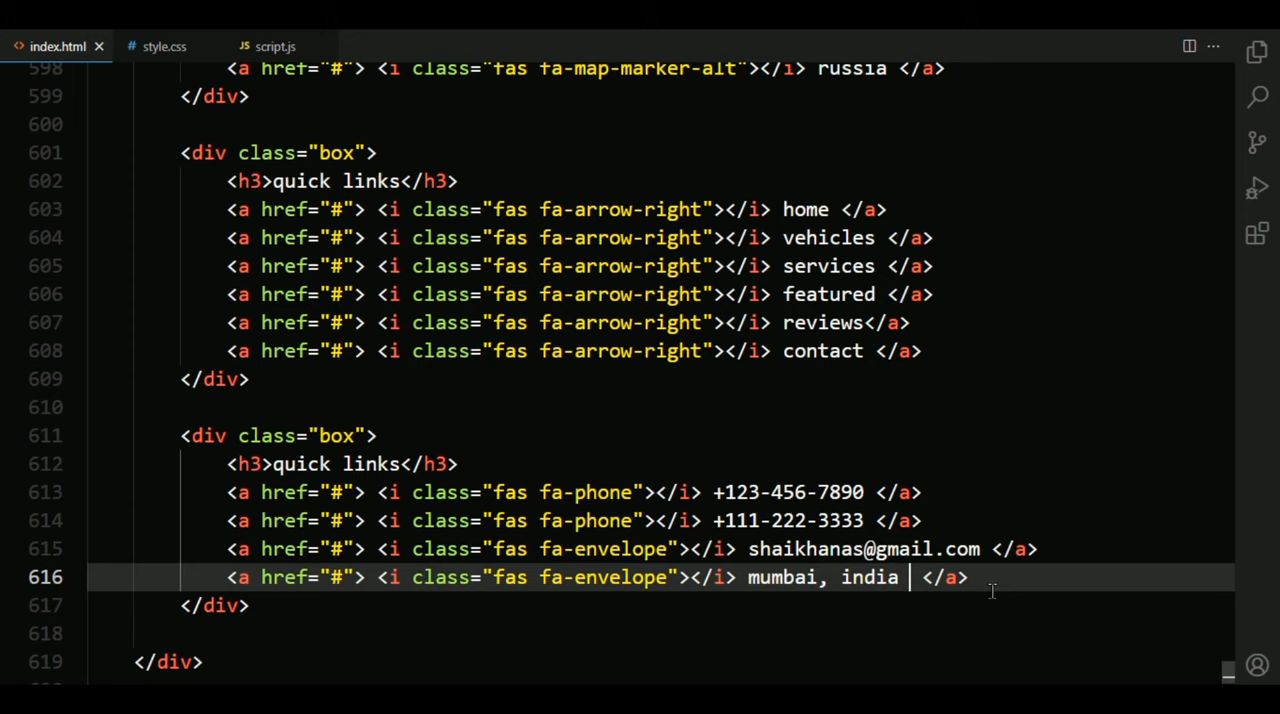 index.html × # style.css JS script.js
598 <a href="#"> <i class="fas fa-map-marker-alt"></i> russia </a>
599 </div>
600
601 <div class="box">
602 <h3>quick links</h3>
603 <a href="#"> <i class="fas fa-arrow-right"></i> home </a>
604 <a href="#"> <i class="fas fa-arrow-right"></i> vehicles </a>
605 <a href="#"> <i class="fas fa-arrow-right"></i> services </a>
606 <a href="#"> <i class="fas fa-arrow-right"></i> featured </a>
607 <a href="#"> <i class="fas fa-arrow-right"></i> reviews</a>
608 <a href="#"> <i class="fas fa-arrow-right"></i> contact </a>
609 </div>
610
611 <div class="box">
612 <h3>quick links</h3>
613 <a href="#"> <i class="fas fa-phone"></i> +123-456-7890 </a>
614 <a href="#"> <i class="fas fa-phone"></i> +111-222-3333 </a>
615 <a href="#"> <i class="fas fa-envelope"></i> shaikhanas@gmail.com </a>
616 <a href="#"> <i class="fas fa-envelope"></i> mumbai, india </a>
617 </div>
618
619 </div>